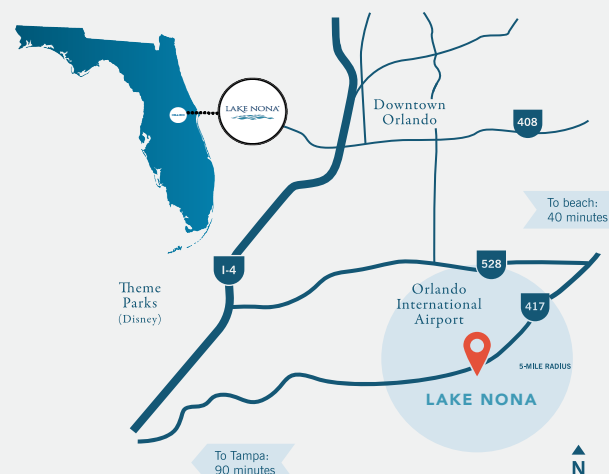 LAKE NONA
Downtown
Orlando
408
To beach:
40 minutes
I-4
528
Theme
Parks
(Disney)
Orlando
International
Airport
417
5-MILE RADIUS
LAKE NONA
To Tampa:
90 minutes
N